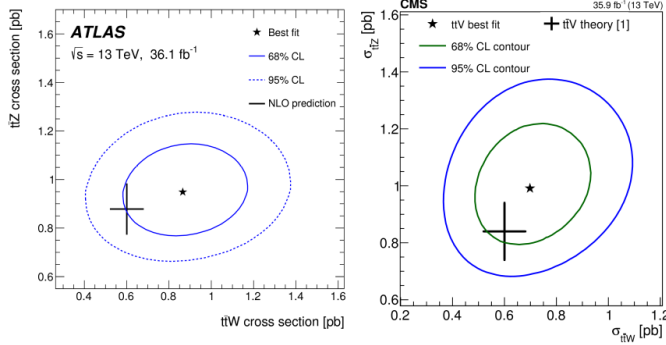 ATLAS
√s = 13 TeV, 36.1 fb⁻¹
Best fit
68% CL
95% CL
NLO prediction
tt̄Z cross section [pb]
1.6
1.4
1.2
1
0.8
0.6
0.4 0.6 0.8 1 1.2 1.4 1.6
tt̄W cross section [pb]
CMS 35.9 fb⁻¹ (13 TeV)
ttV best fit tt̄V theory [1]
68% CL contour
95% CL contour
σtt̄Z [pb]
1.6
1.4
1.2
1
0.8
0.6
0.2 0.4 0.6 0.8 1 1.2
σtt̄W [pb]